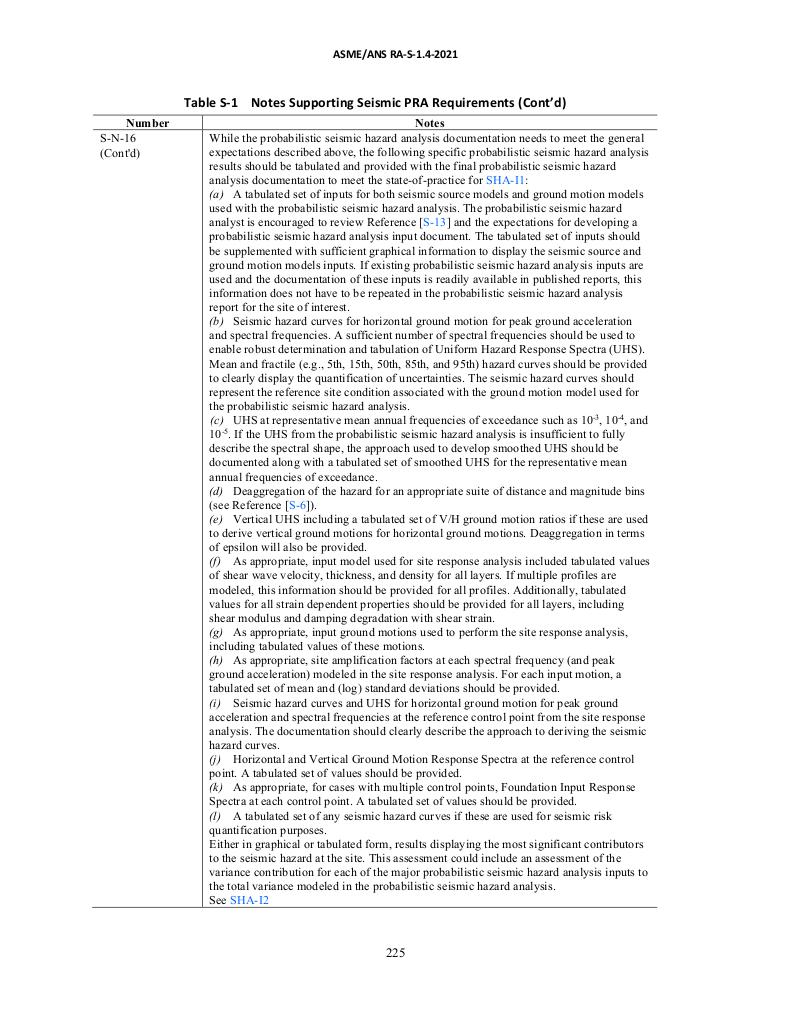 ASME/ANS RA-S-1.4-2021
Table S-1 Notes Supporting Seismic PRA Requirements (Cont'd)
Number Notes
S-N-16
(Cont'd)
While the probabilistic seismic hazard analysis documentation needs to meet the general
expectations described above, the following specific probabilistic seismic hazard analysis
results should be tabulated and provided with the final probabilistic seismic hazard
analysis documentation to meet the state-of-practice for SHA-I1:
(a) A tabulated set of inputs for both seismic source models and ground motion models
used with the probabilistic seismic hazard analysis. The probabilistic seismic hazard
analyst is encouraged to review Reference [S-13] and the expectations for developing a
probabilistic seismic hazard analysis input document. The tabulated set of inputs should
be supplemented with sufficient graphical information to display the seismic source and
ground motion models inputs. If existing probabilistic seismic hazard analysis inputs are
used and the documentation of these inputs is readily available in published reports, this
information does not have to be repeated in the probabilistic seismic hazard analysis
report for the site of interest.
(b) Seismic hazard curves for horizontal ground motion for peak ground acceleration
and spectral frequencies. A sufficient number of spectral frequencies should be used to
enable robust determination and tabulation of Uniform Hazard Response Spectra (UHS).
Mean and fractile (e.g., 5th, 15th, 50th, 85th, and 95th) hazard curves should be provided
to clearly display the quantification of uncertainties. The seismic hazard curves should
represent the reference site condition associated with the ground motion model used for
the probabilistic seismic hazard analysis.
(c) UHS at representative mean annual frequencies of exceedance such as 10⁻³, 10⁻⁴, and
10⁻⁵. If the UHS from the probabilistic seismic hazard analysis is insufficient to fully
describe the spectral shape, the approach used to develop smoothed UHS should be
documented along with a tabulated set of smoothed UHS for the representative mean
annual frequencies of exceedance.
(d) Deaggregation of the hazard for an appropriate suite of distance and magnitude bins
(see Reference [S-6]).
(e) Vertical UHS including a tabulated set of V/H ground motion ratios if these are used
to derive vertical ground motions for horizontal ground motions. Deaggregation in terms
of epsilon will also be provided.
(f) As appropriate, input model used for site response analysis included tabulated values
of shear wave velocity, thickness, and density for all layers. If multiple profiles are
modeled, this information should be provided for all profiles. Additionally, tabulated
values for all strain dependent properties should be provided for all layers, including
shear modulus and damping degradation with shear strain.
(g) As appropriate, input ground motions used to perform the site response analysis,
including tabulated values of these motions.
(h) As appropriate, site amplification factors at each spectral frequency (and peak
ground acceleration) modeled in the site response analysis. For each input motion, a
tabulated set of mean and (log) standard deviations should be provided.
(i) Seismic hazard curves and UHS for horizontal ground motion for peak ground
acceleration and spectral frequencies at the reference control point from the site response
analysis. The documentation should clearly describe the approach to deriving the seismic
hazard curves.
(j) Horizontal and Vertical Ground Motion Response Spectra at the reference control
point. A tabulated set of values should be provided.
(k) As appropriate, for cases with multiple control points, Foundation Input Response
Spectra at each control point. A tabulated set of values should be provided.
(l) A tabulated set of any seismic hazard curves if these are used for seismic risk
quantification purposes.
Either in graphical or tabulated form, results displaying the most significant contributors
to the seismic hazard at the site. This assessment could include an assessment of the
variance contribution for each of the major probabilistic seismic hazard analysis inputs to
the total variance modeled in the probabilistic seismic hazard analysis.
See SHA-I2
225